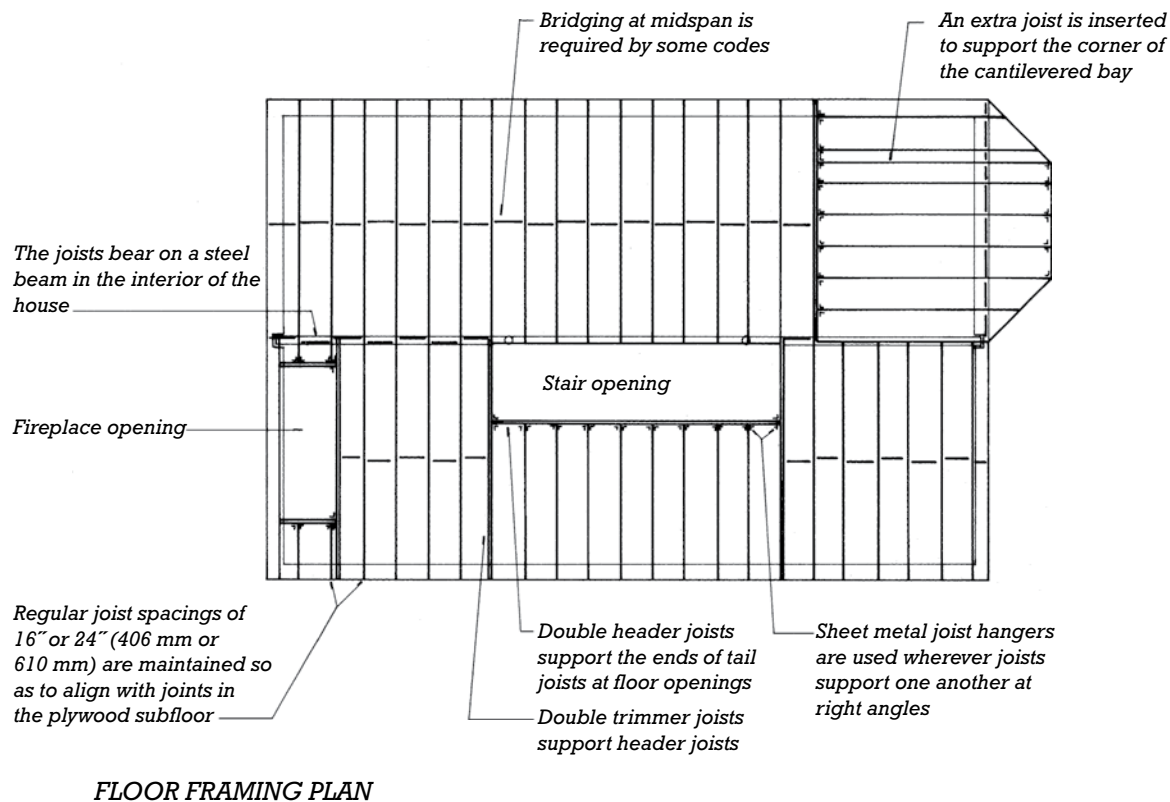 Bridging at midspan is
required by some codes
An extra joist is inserted
to support the corner of
the cantilevered bay
The joists bear on a steel
beam in the interior of the
house
Stair opening
Fireplace opening
Regular joist spacings of
16˝ or 24˝ (406 mm or
610 mm) are maintained so
as to align with joints in
the plywood subfloor
Double header joists
support the ends of tail
joists at floor openings
Double trimmer joists
support header joists
Sheet metal joist hangers
are used wherever joists
support one another at
right angles
FLOOR FRAMING PLAN